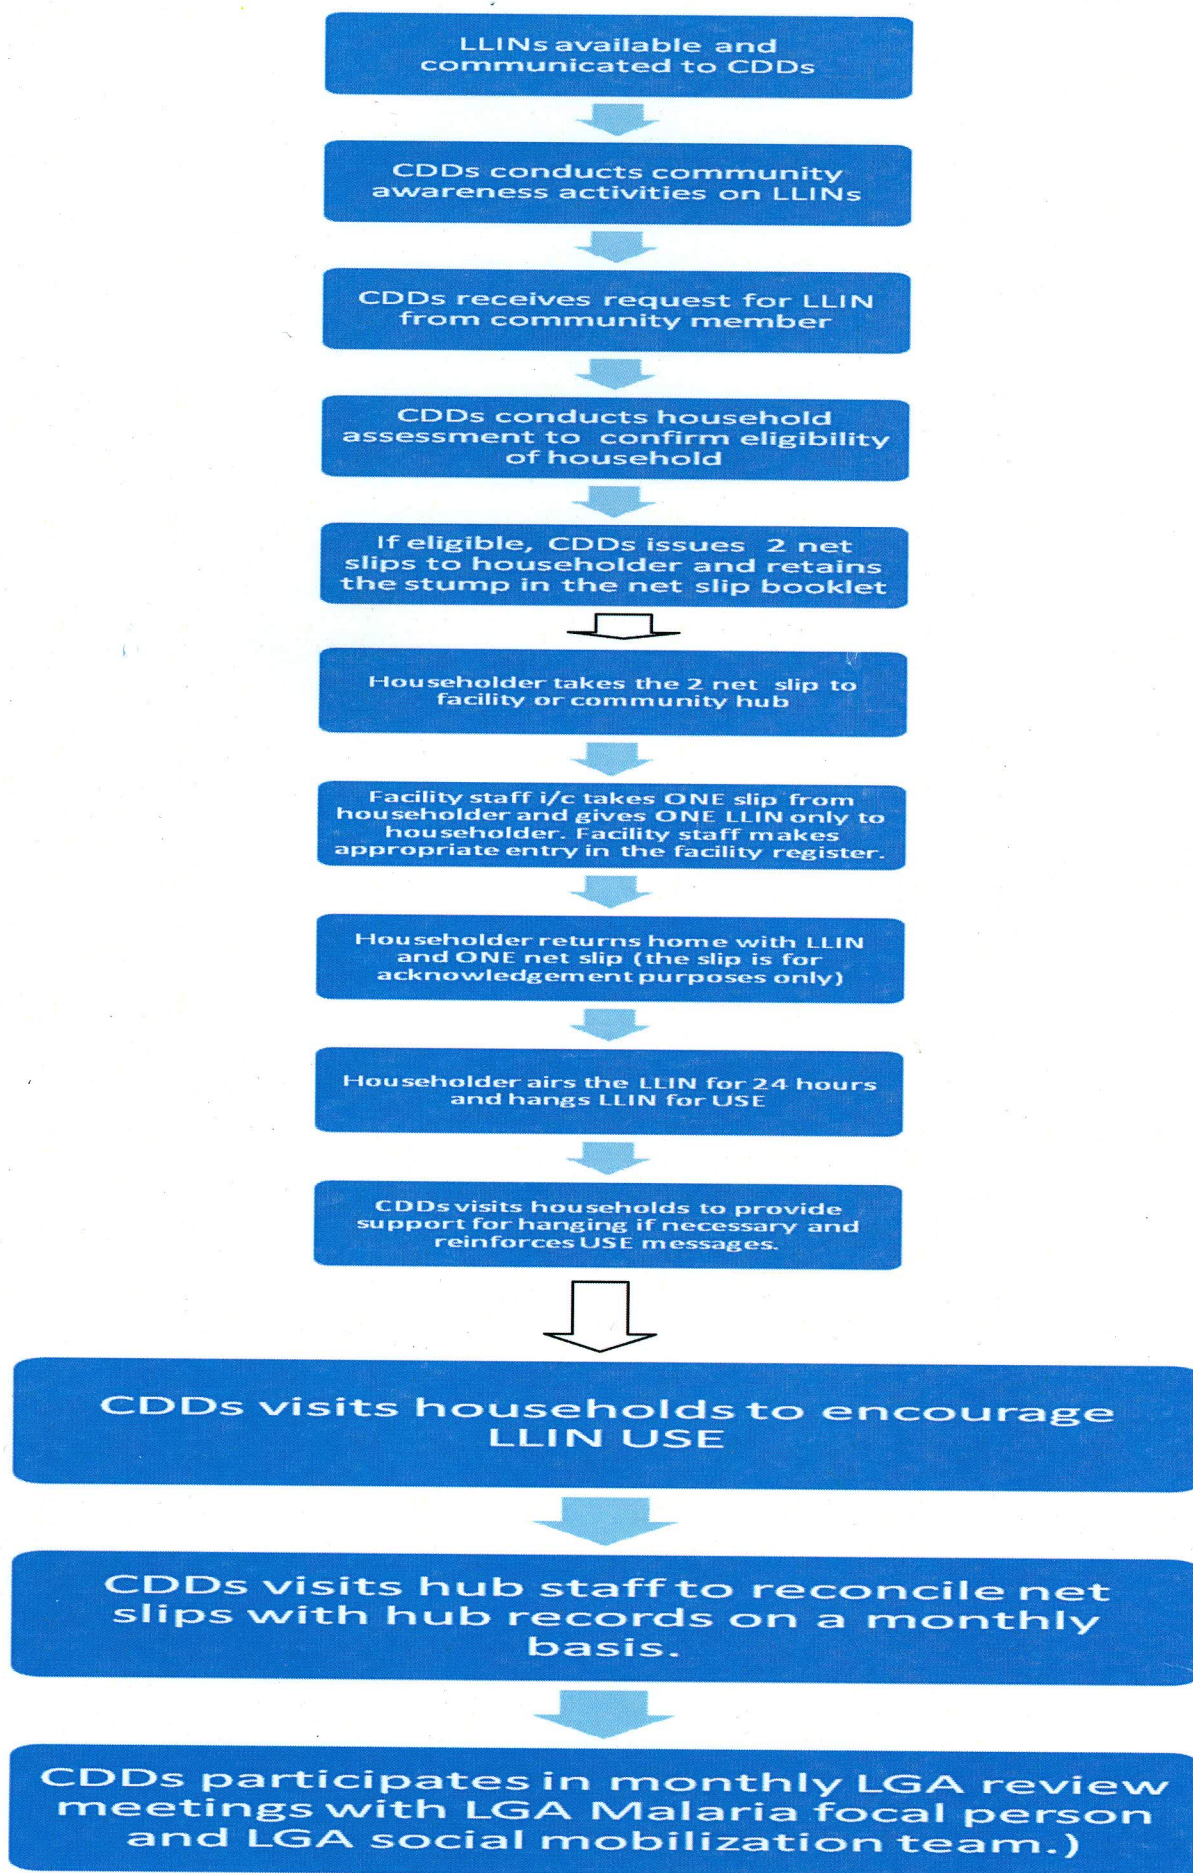 LLINs available and
communicated to CDDs
CDDs conducts community
awareness activities on LLINs
CDDs receives request for LLIN
from community member
CDDs conducts household
assessment to confirm eligibility
of household
If eligible, CDDs issues 2 net
slips to householder and retains
the stump in the net slip booklet
Householder takes the 2 net slip to
facility or community hub
Facility staff i/c takes ONE slip from
householder and gives ONE LLIN only to
householder. Facility staff makes
appropriate entry in the facility register.
Householder returns home with LLIN
and ONE net slip (the slip is for
acknowledgement purposes only)
Householder airs the LLIN for 24 hours
and hangs LLIN for USE
CDDs visits households to provide
support for hanging if necessary and
reinforces USE messages.
CDDs visits households to encourage
LLIN USE
CDDs visits hub staff to reconcile net
slips with hub records on a monthly
basis.
CDDs participates in monthly LGA review
meetings with LGA Malaria focal person
and LGA social mobilization team.)